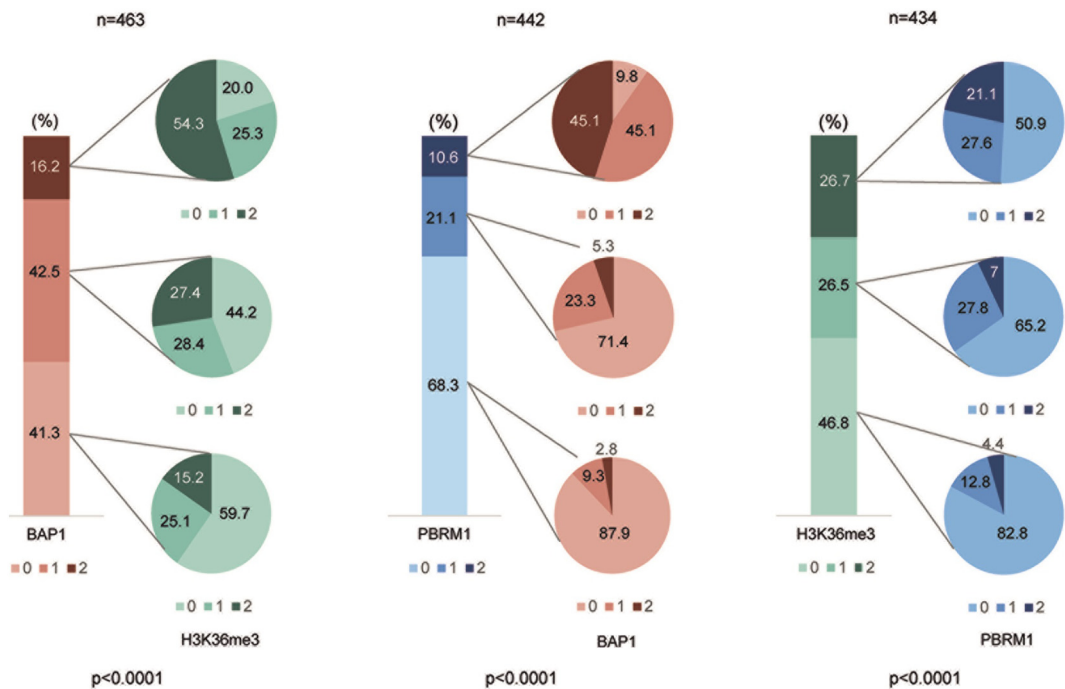 n=463
(%)
16.2
42.5
41.3
BAP1
0 1 2
20.0
25.3
54.3
0 1 2
44.2
28.4
27.4
0 1 2
59.7
25.1
15.2
0 1 2
H3K36me3
p<0.0001
n=442
(%)
10.6
21.1
68.3
PBRM1
0 1 2
9.8
45.1
45.1
0 1 2
5.3
23.3
71.4
0 1 2
2.8
9.3
87.9
0 1 2
BAP1
p<0.0001
n=434
(%)
26.7
26.5
46.8
H3K36me3
0 1 2
21.1
50.9
27.6
0 1 2
7
27.8
65.2
0 1 2
4.4
12.8
82.8
0 1 2
PBRM1
p<0.0001